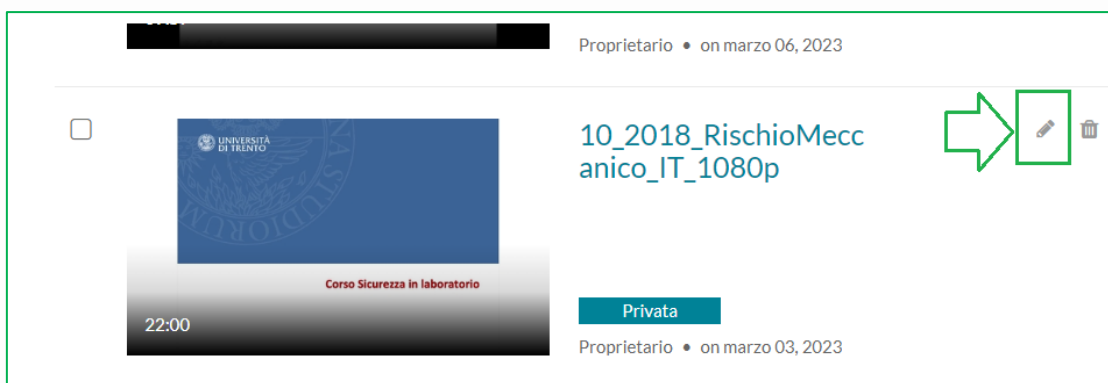 Proprietario • on marzo 06, 2023
UNIVERSITÀ
DI TRENTO
10_2018_RischioMecc
anico_IT_1080p
Corso Sicurezza in laboratorio
22:00
Privata
Proprietario • on marzo 03, 2023